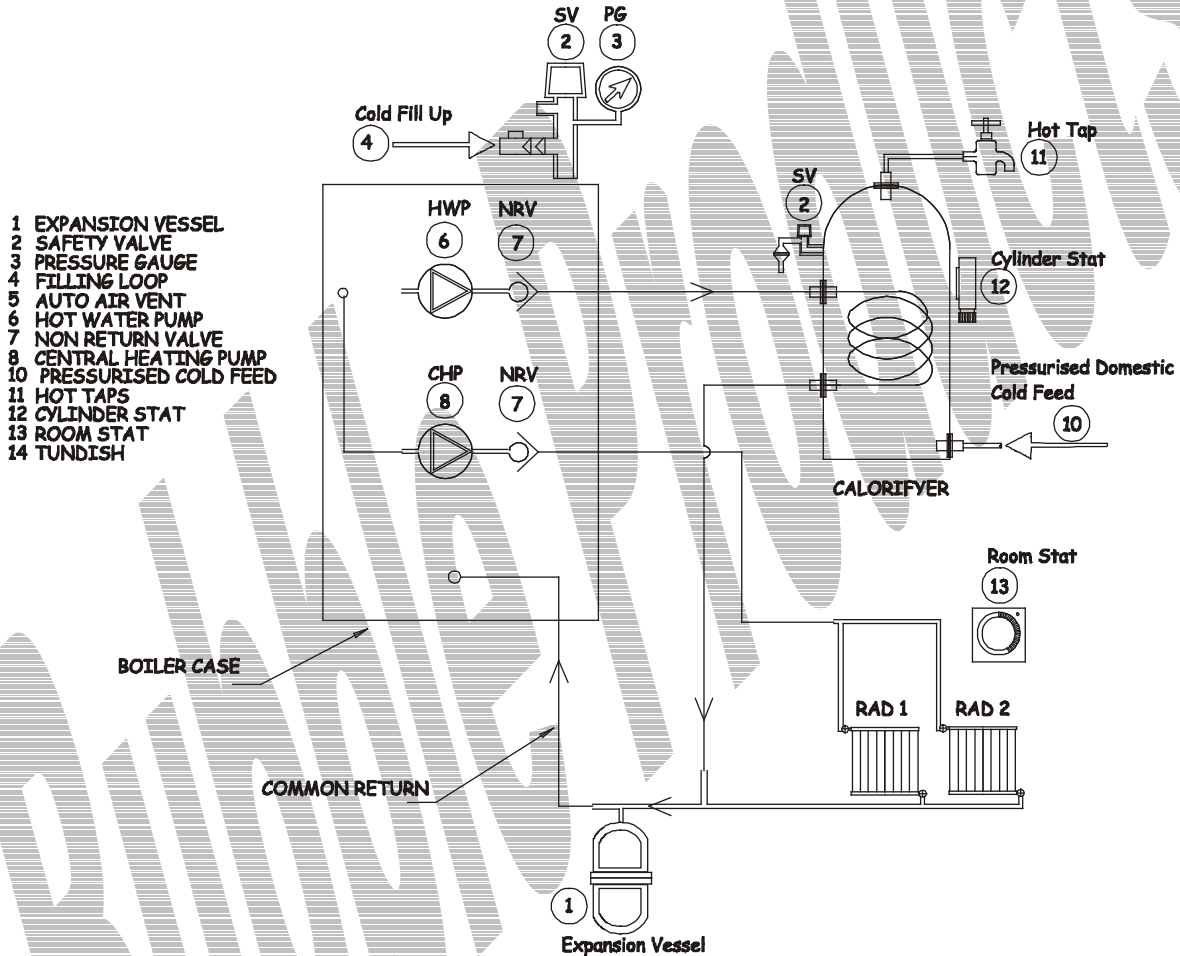 SV
2
PG
3
Cold Fill Up
4
Hot Tap
11
SV
2
HWP
6
NRV
7
1 EXPANSION VESSEL
2 SAFETY VALVE
3 PRESSURE GAUGE
4 FILLING LOOP
5 AUTO AIR VENT
6 HOT WATER PUMP
7 NON RETURN VALVE
8 CENTRAL HEATING PUMP
10 PRESSURISED COLD FEED
11 HOT TAPS
12 CYLINDER STAT
13 ROOM STAT
14 TUNDISH
Cylinder Stat
12
CHP
8
NRV
7
Pressurised Domestic
Cold Feed
10
CALORIFYER
Room Stat
13
BOILER CASE
RAD 1
RAD 2
COMMON RETURN
1
Expansion Vessel